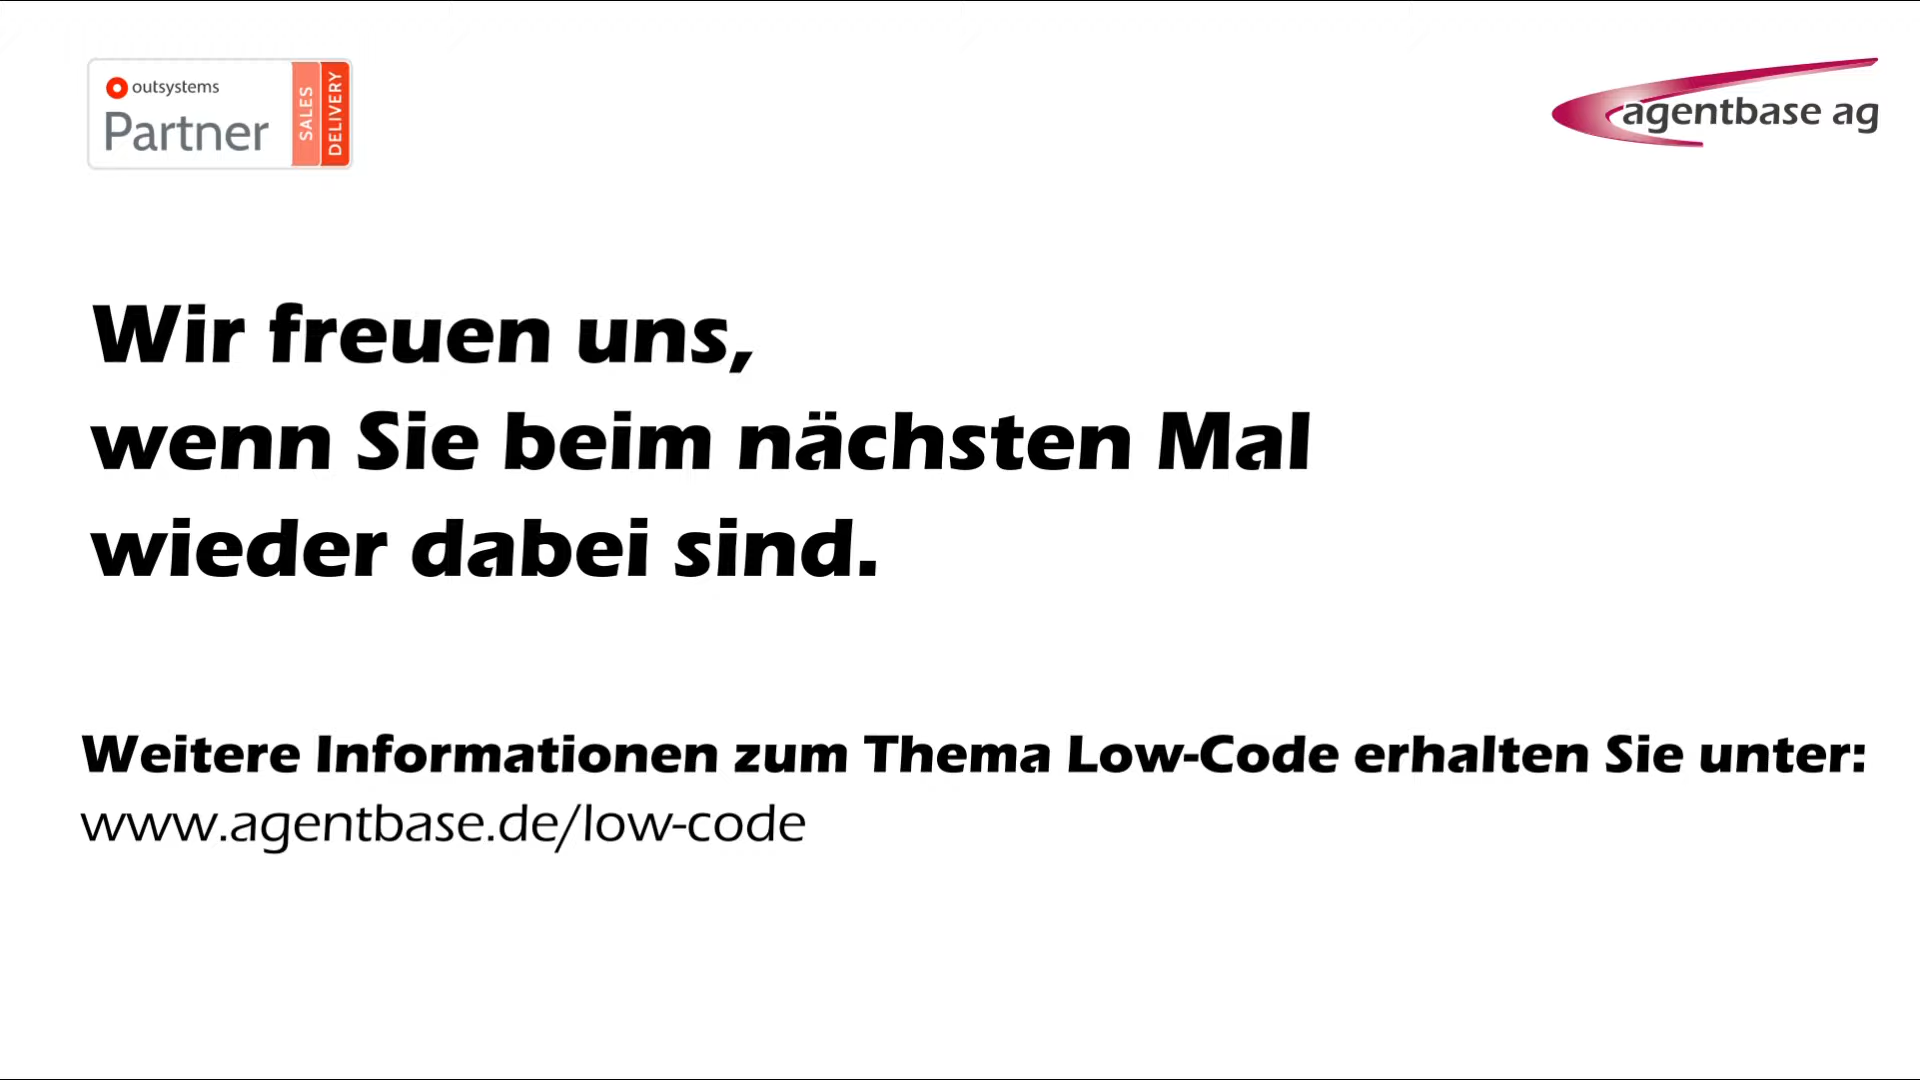 outsystems
Partner
SALES
DELIVERY
agentbase ag
Wir freuen uns,
wenn Sie beim nächsten Mal
wieder dabei sind.
Weitere Informationen zum Thema Low-Code erhalten Sie unter:
www.agentbase.de/low-code